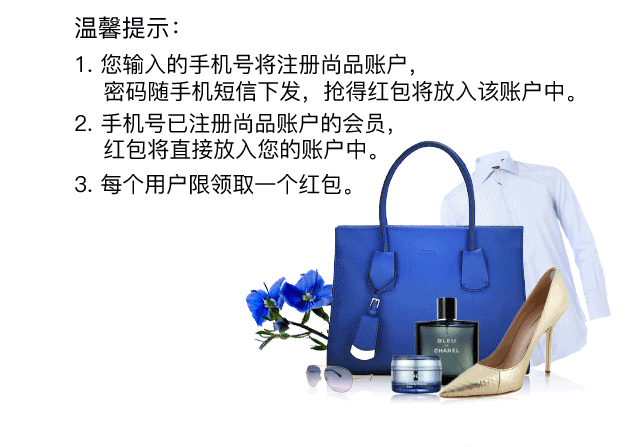 温馨提示：
1. 您输入的手机号将注册尚品账户，
密码随手机短信下发，抢得红包将放入该账户中。
2. 手机号已注册尚品账户的会员，
红包将直接放入您的账户中。
3. 每个用户限领取一个红包。
BLEU
DE
CHANEL